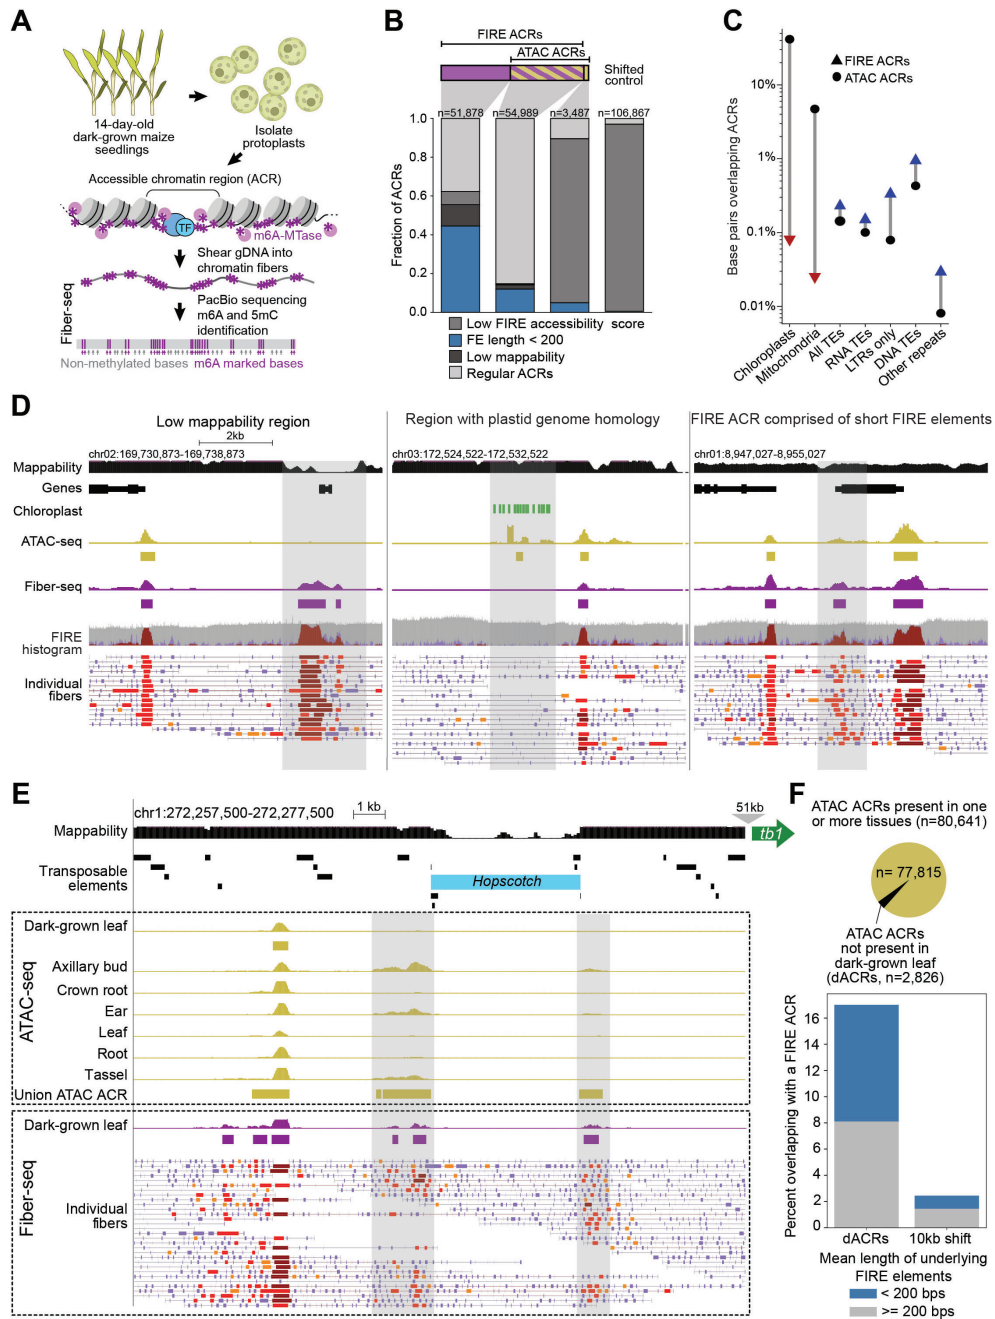 A
14-day-old
dark-grown maize
seedlings
Isolate
protoplasts
Accessible chromatin region (ACR)
TF
m6A-MTase
Shear gDNA into
chromatin fibers
PacBio sequencing
m6A and 5mC
identification
Fiber-seq
Non-methylated bases m6A marked bases
B
FIRE ACRs
ATAC ACRs
Shifted
control
n=51,878
n=54,989
n=3,487
n=106,867
Fraction of ACRs
1.0
0.8
0.6
0.4
0.2
0.0
Low FIRE accessibility score
FE length < 200
Low mappability
Regular ACRs
C
Base pairs overlapping ACRs
FIRE ACRs
ATAC ACRs
10%
1%
0.1%
0.01%
Chloroplasts
Mitochondria
All TEs
RNA TEs
LTRs only
DNA TEs
Other repeats
D
Low mappability region
2kb
chr02:169,730,873-169,738,873
Region with plastid genome homology
chr03:172,524,522-172,532,522
FIRE ACR comprised of short FIRE elements
chr01:8,947,027-8,955,027
Mappability
Genes
Chloroplast
ATAC-seq
Fiber-seq
FIRE
histogram
Individual
fibers
E
chr1:272,257,500-272,277,500
1 kb
51kb
tb1
Mappability
Transposable
elements
Hopscotch
ATAC-seq
Dark-grown leaf
Axillary bud
Crown root
Ear
Leaf
Root
Tassel
Union ATAC ACR
Fiber-seq
Dark-grown leaf
Individual
fibers
F
ATAC ACRs present in one
or more tissues (n=80,641)
n= 77,815
ATAC ACRs
not present in
dark-grown leaf
(dACRs, n=2,826)
Percent overlapping with a FIRE ACR
16
14
12
10
8
6
4
2
0
dACRs
10kb shift
Mean length of underlying
FIRE elements
< 200 bps
>= 200 bps